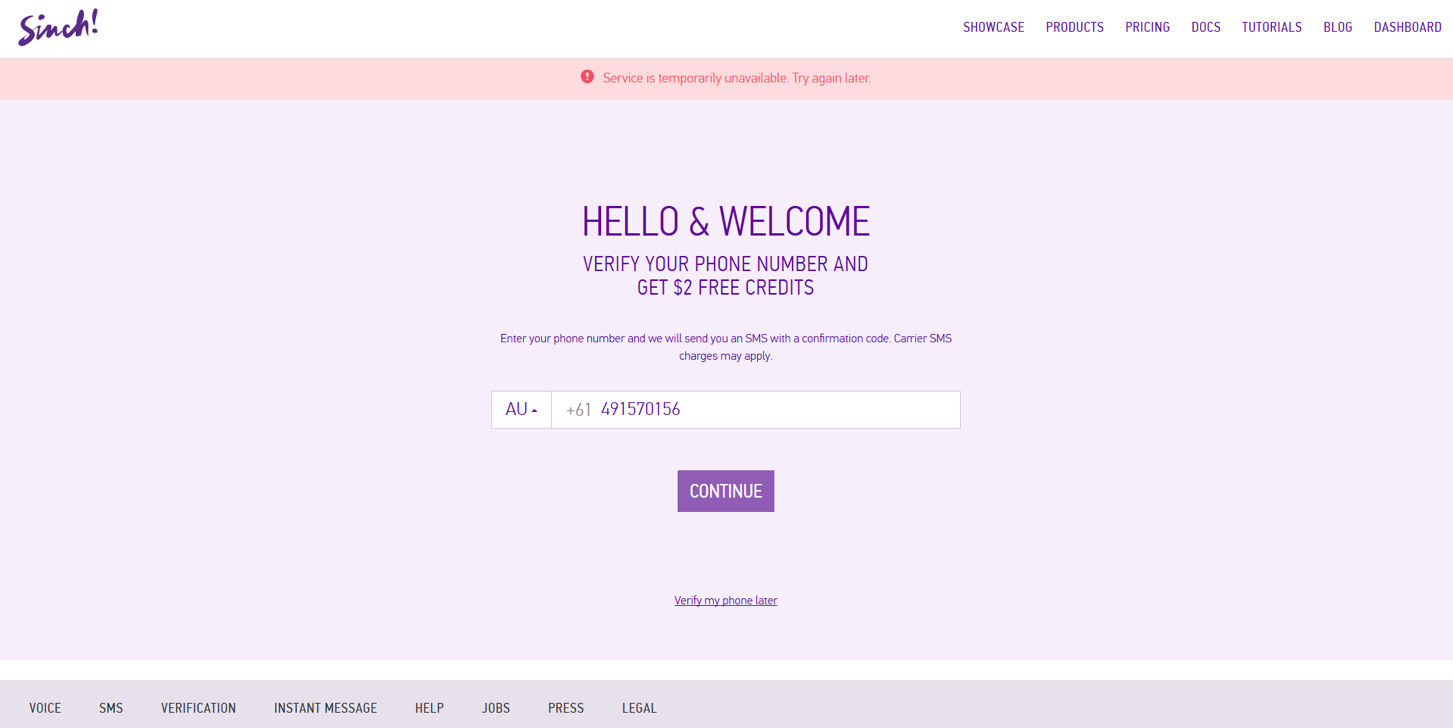 Sinch!
SHOWCASE PRODUCTS PRICING DOCS TUTORIALS BLOG DASHBOARD
Service is temporarily unavailable. Try again later.
HELLO & WELCOME
VERIFY YOUR PHONE NUMBER AND
GET $2 FREE CREDITS
Enter your phone number and we will send you an SMS with a confirmation code. Carrier SMS
charges may apply.
AU +61 491570156
CONTINUE
Verify my phone later
VOICE SMS VERIFICATION INSTANT MESSAGE HELP JOBS PRESS LEGAL